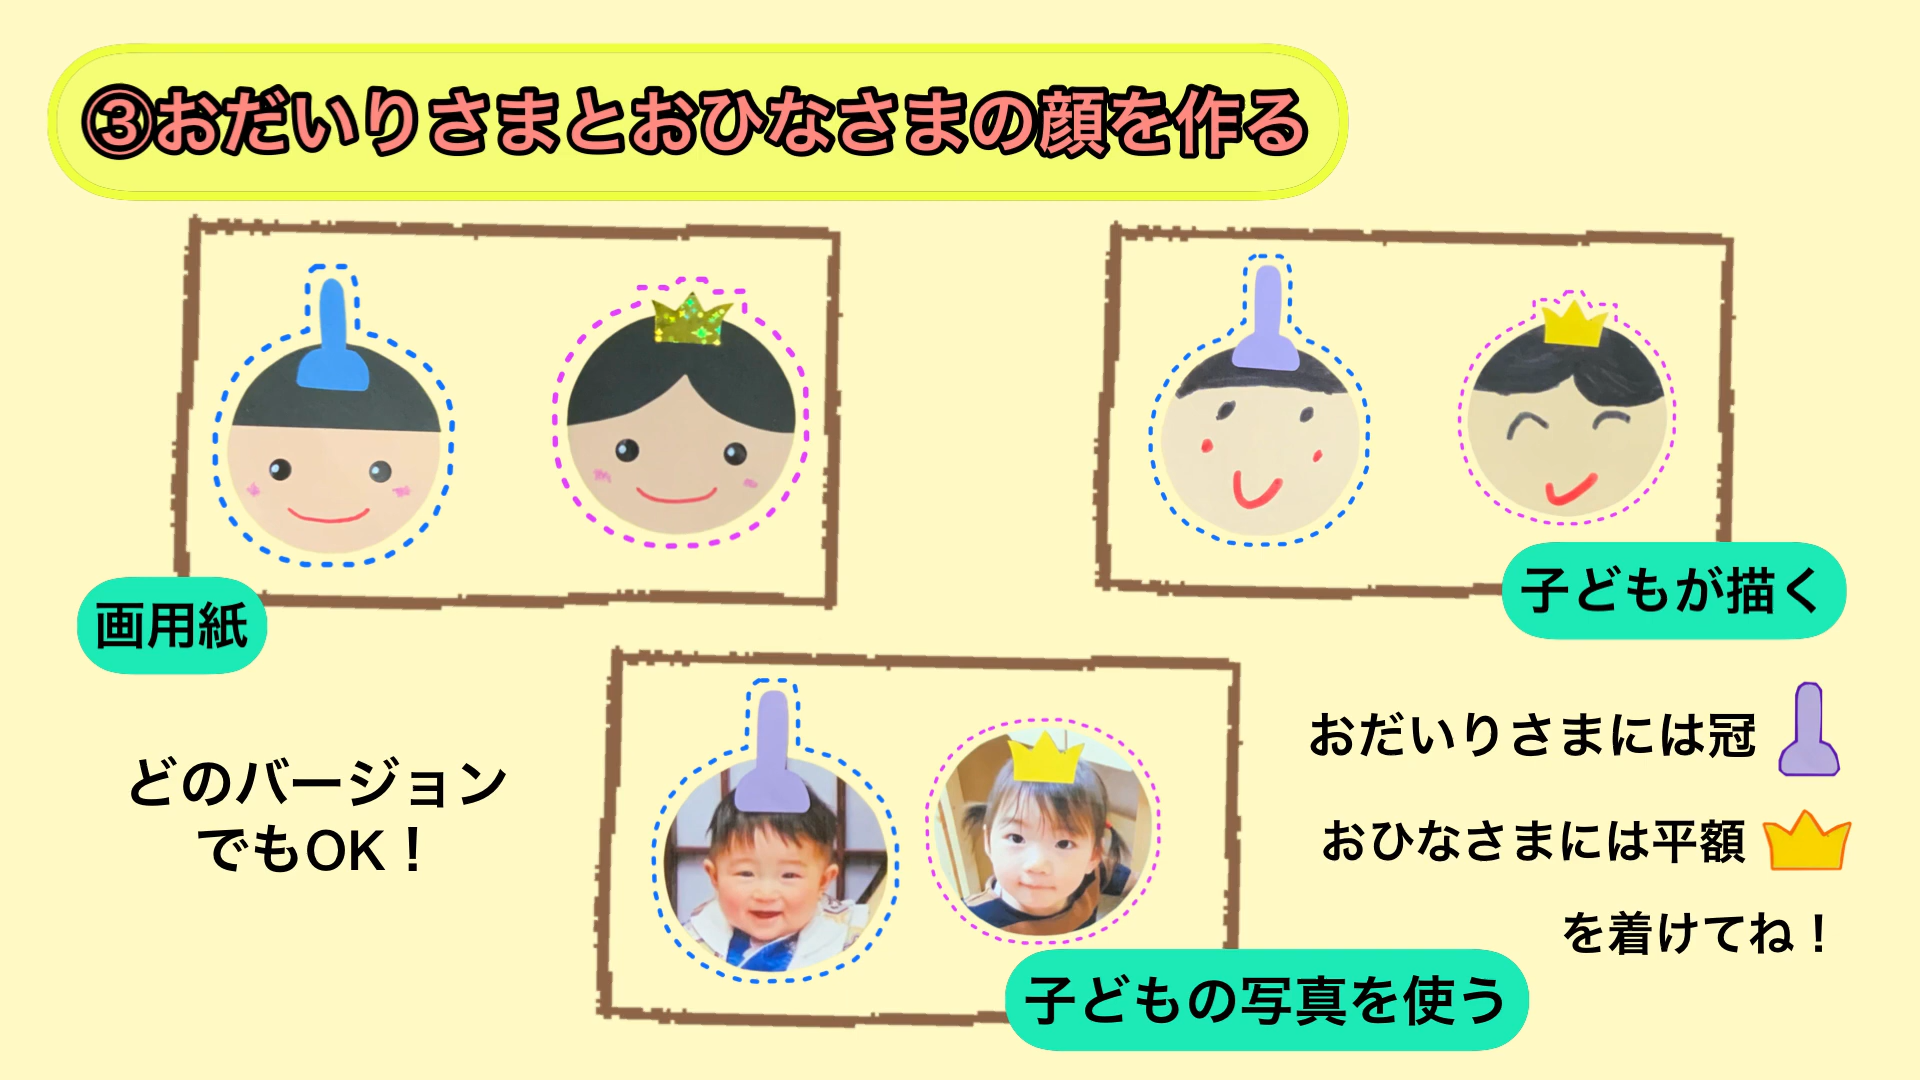 ③おだいりさまとおひなさまの顔を作る
画用紙
子どもが描く
どのバージョン
でもOK！
おだいりさまには冠
おひなさまには平額
を着けてね！
子どもの写真を使う